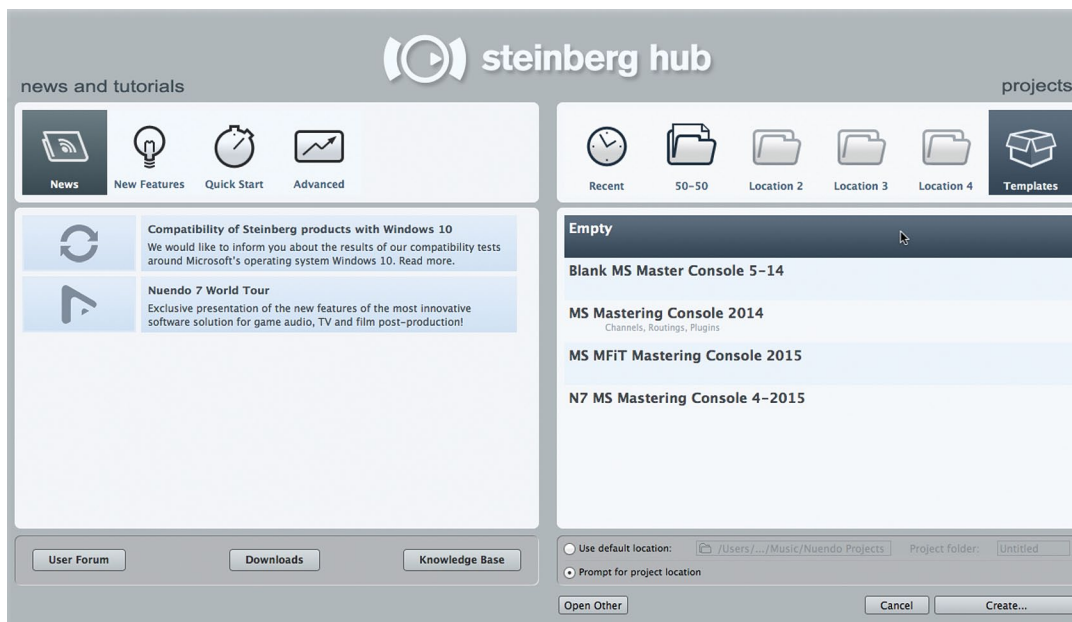 steinberg hub
news and tutorials
projects
News
New Features
Quick Start
Advanced
Recent
50-50
Location 2
Location 3
Location 4
Templates
Compatibility of Steinberg products with Windows 10
We would like to inform you about the results of our compatibility tests
around Microsoft's operating system Windows 10. Read more.
Nuendo 7 World Tour
Exclusive presentation of the new features of the most innovative
software solution for game audio, TV and film post-production!
Empty
Blank MS Master Console 5-14
MS Mastering Console 2014
Channels, Routings, Plugins
MS MFiT Mastering Console 2015
N7 MS Mastering Console 4-2015
User Forum
Downloads
Knowledge Base
Use default location:
/Users/.../Music/Nuendo Projects
Project folder:
Untitled
Prompt for project location
Open Other
Cancel
Create...